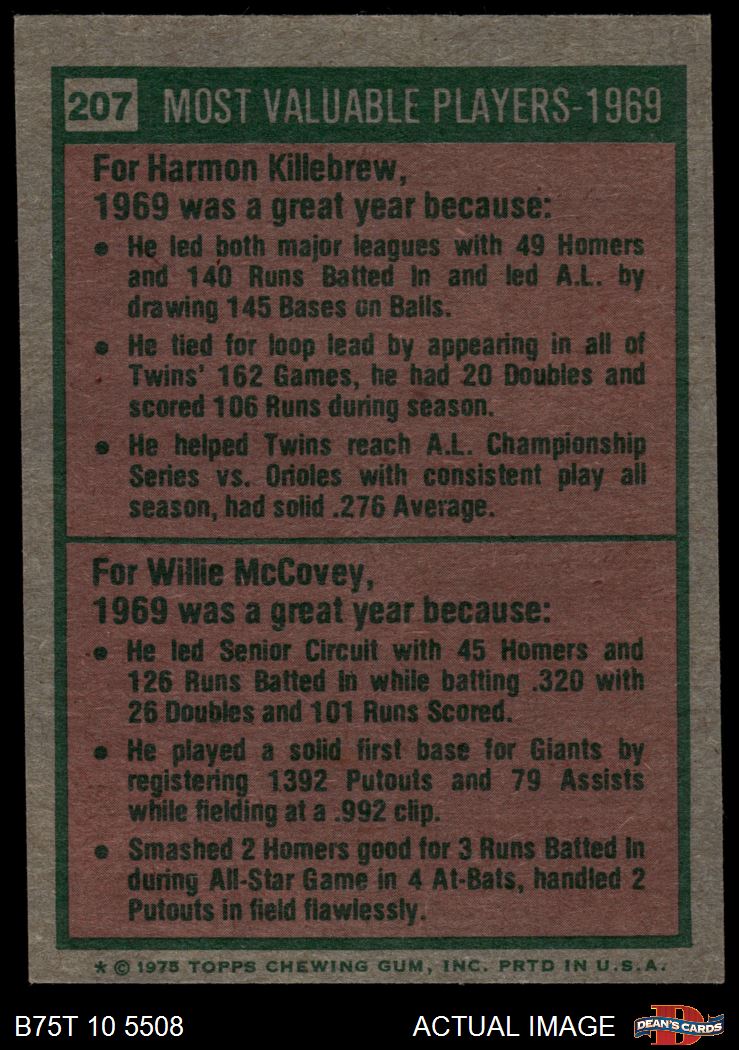 207 MOST VALUABLE PLAYERS-1969
For Harmon Killebrew,
1969 was a great year because:
• He led both major leagues with 49 Homers
and 140 Runs Batted In and led A.L. by
drawing 145 Bases on Balls.
• He tied for loop lead by appearing in all of
Twins' 162 Games, he had 20 Doubles and
scored 106 Runs during season.
• He helped Twins reach A.L. Championship
Series vs. Orioles with consistent play all
season, had solid .276 Average.
For Willie McCovey,
1969 was a great year because:
• He led Senior Circuit with 45 Homers and
126 Runs Batted In while batting .320 with
26 Doubles and 101 Runs Scored.
• He played a solid first base for Giants by
registering 1392 Putouts and 79 Assists
while fielding at a .992 clip.
• Smashed 2 Homers good for 3 Runs Batted In
during All-Star Game in 4 At-Bats, handled 2
Putouts in field flawlessly.
* © 1975 TOPPS CHEWING GUM, INC. PRTD IN U.S.A.
B75T 10 5508 ACTUAL IMAGE D DEAN'S CARDS